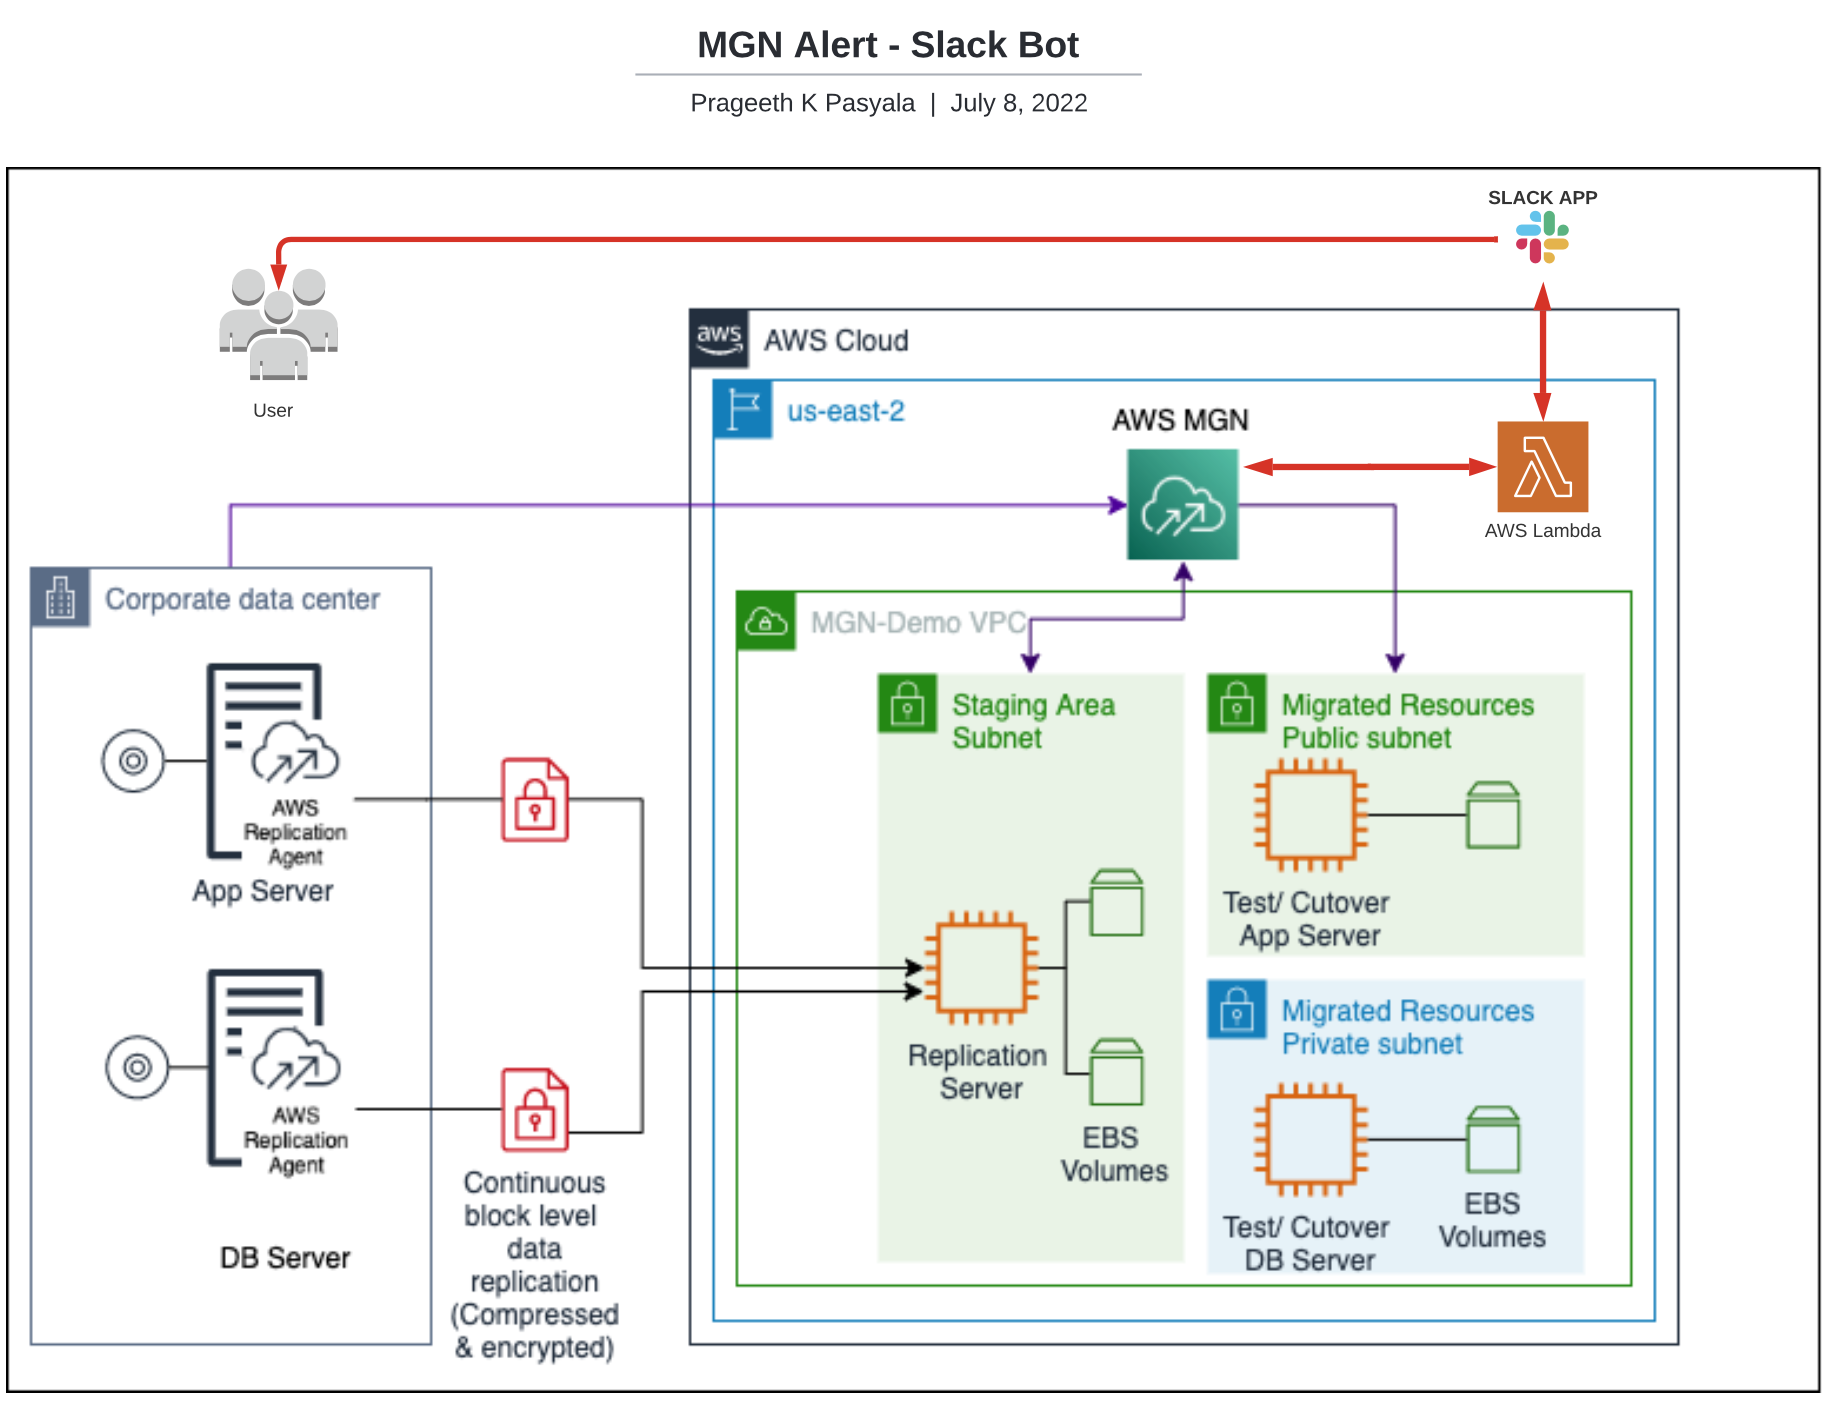 MGN Alert - Slack Bot
Prageeth K Pasyala | July 8, 2022
SLACK APP
User
aws
AWS Cloud
us-east-2
AWS MGN
AWS Lambda
Corporate data center
MGN-Demo VPC
Staging Area
Subnet
Migrated Resources
Public subnet
AWS
Replication
Agent
App Server
Test/ Cutover
App Server
Migrated Resources
Private subnet
Replication
Server
AWS
Replication
Agent
EBS
Volumes
DB Server
Continuous
block level
data
replication
(Compressed
& encrypted)
Test/ Cutover
DB Server
EBS
Volumes